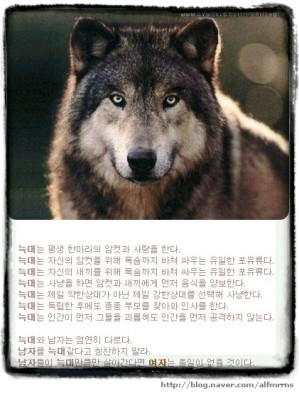 늑대는 평생 한마리의 암컷과 사랑을 한다.
늑대는 자신의 암컷을 위해 목숨까지 바쳐 싸우는 유일한 포유류다.
늑대는 자신의 새끼를 위해 목숨까지 바쳐 싸우는 유일한 포유류다.
늑대는 사냥을 하면 암컷과 새끼에게 먼저 음식을 양보한다.
늑대는 제일 약한상대가 아닌 제일 강한상대를 선택해 사냥한다.
늑대는 독립한 후에도 종종 부모를 찾아와 인사를 한다.
늑대는 인간이 먼저 그들을 괴롭혀도 인간을 먼저 공격하지 않는다.
늑대와 남자는 엄연히 다르다.
남자를 늑대같다고 칭찬하지 말라.
남자들이 늑대만큼만 살아간다면 여자는 울일이 없을 것이다.
http://blog.naver.com/alfmrms